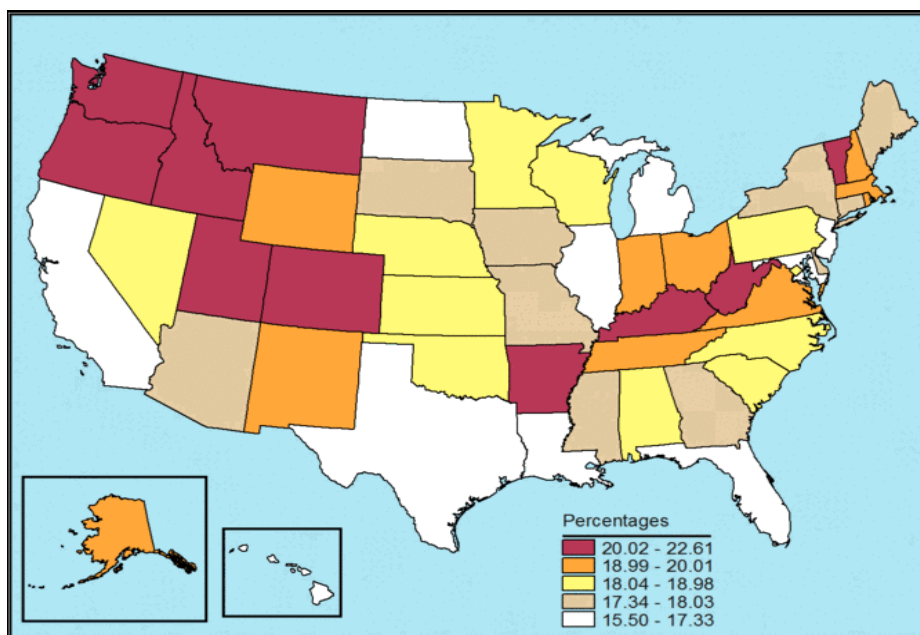 Percentages
20.02 - 22.61
18.99 - 20.01
18.04 - 18.98
17.34 - 18.03
15.50 - 17.33